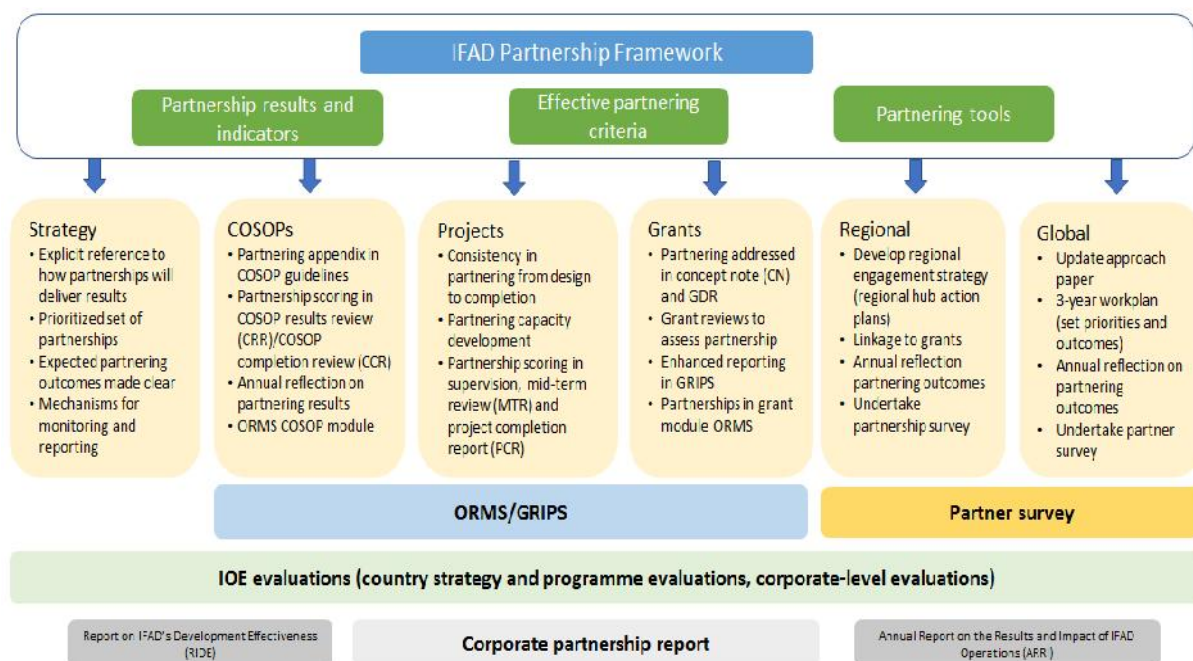 IFAD Partnership Framework
Partnership results and
indicators
Effective partnering
criteria
Partnering tools
Strategy
• Explicit reference to
how partnerships will
deliver results
• Prioritized set of
partnerships
• Expected partnering
outcomes made clear
• Mechanisms for
monitoring and
reporting
COSOPs
• Partnering appendix in
COSOP guidelines
• Partnership scoring in
COSOP results review
(CRR)/COSOP
completion review (CCR)
• Annual reflection on
partnering results
• ORMS COSOP module
Projects
• Consistency in
partnering from design
to completion
• Partnering capacity
development
• Partnership scoring in
supervision, mid-term
review (MTR) and
project completion
report (PCR)
Grants
• Partnering addressed
in concept note (CN)
and GDR
• Grant reviews to
assess partnership
• Enhanced reporting
in GRIPS
• Partnerships in grant
module ORMS
Regional
• Develop regional
engagement strategy
(regional hub action
plans)
• Linkage to grants
• Annual reflection
partnering outcomes
• Undertake
partnership survey
Global
• Update approach
paper
• 3-year workplan
(set priorities and
outcomes)
• Annual reflection on
partnering
outcomes
• Undertake partner
survey
ORMS/GRIPS
Partner survey
IOE evaluations (country strategy and programme evaluations, corporate-level evaluations)
Report on IFAD's Development Effectiveness
(RIDE)
Corporate partnership report
Annual Report on the Results and Impact of IFAD
Operations (ARRI)